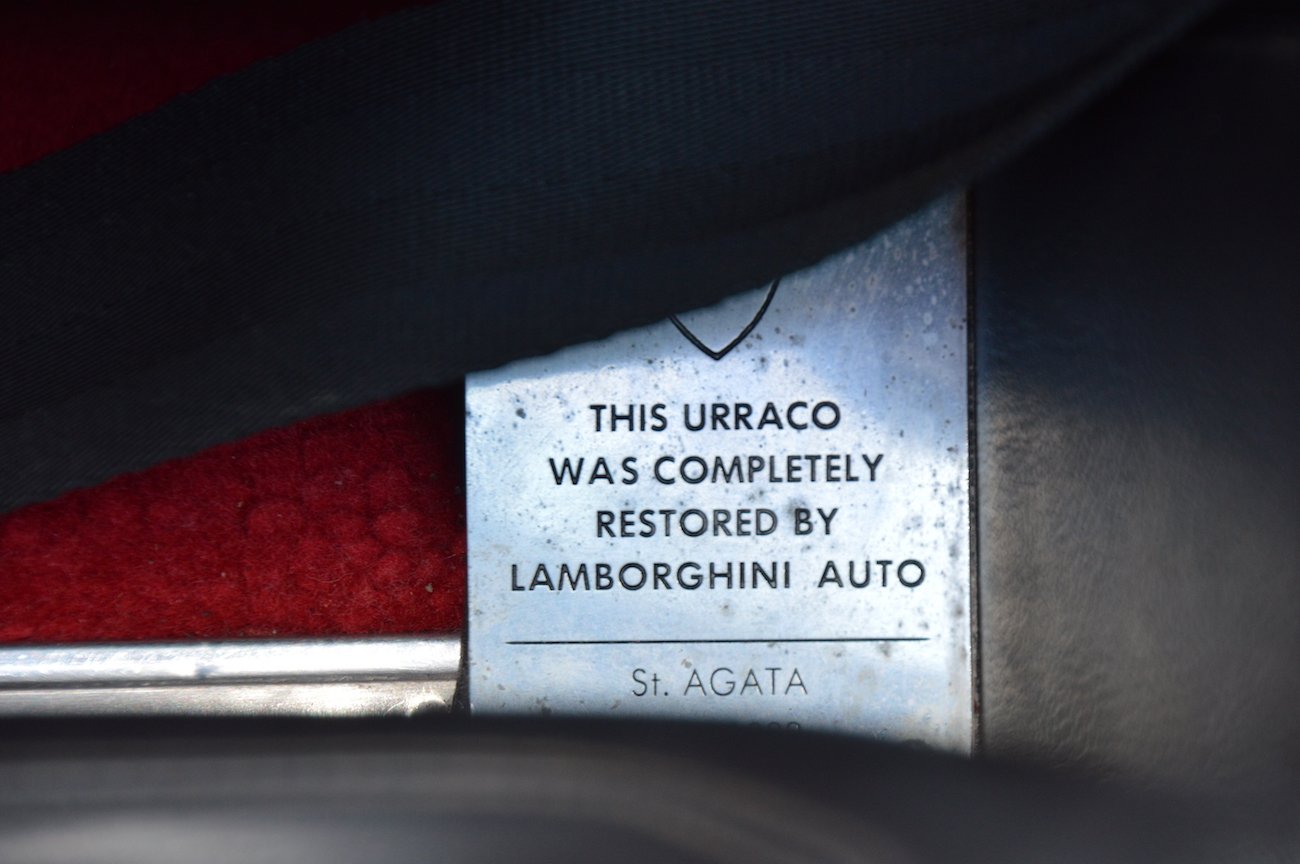 THIS URRACO
WAS COMPLETELY
RESTORED BY
LAMBORGHINI AUTO
St. AGATA